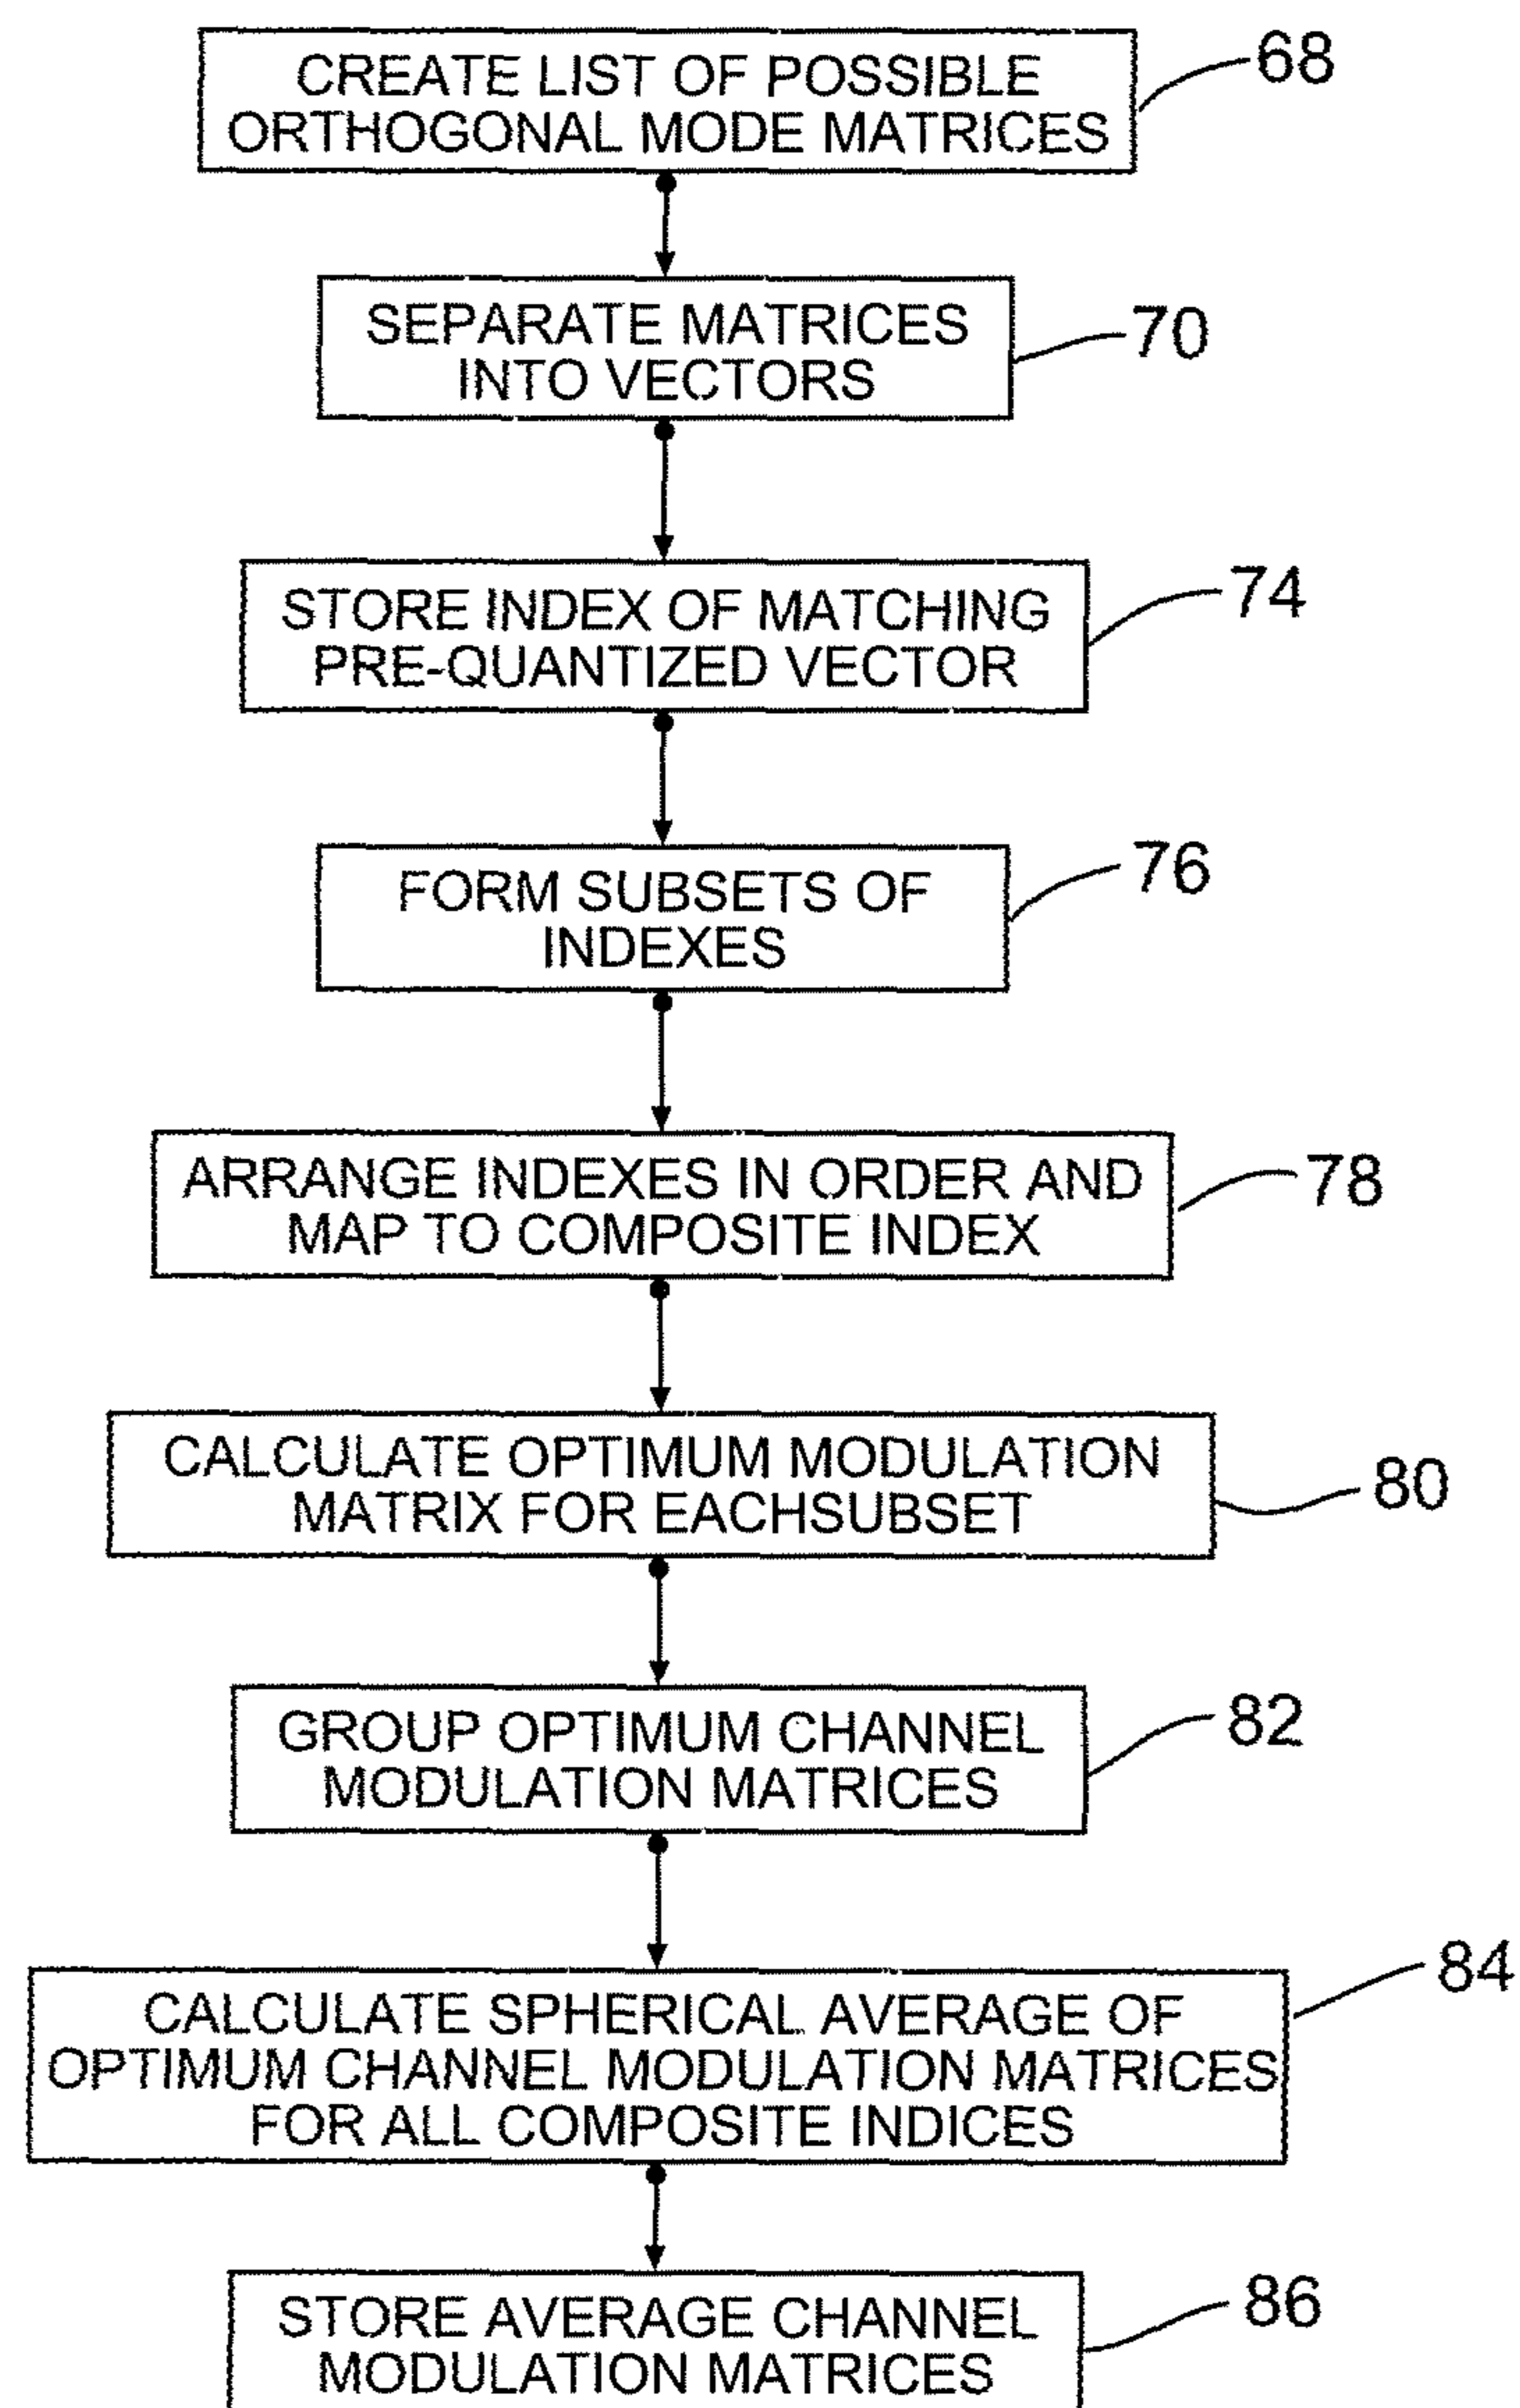 CREATE LIST OF POSSIBLE
ORTHOGONAL MODE MATRICES
68
SEPARATE MATRICES
INTO VECTORS
70
STORE INDEX OF MATCHING
PRE-QUANTIZED VECTOR
74
FORM SUBSETS OF
INDEXES
76
ARRANGE INDEXES IN ORDER AND
MAP TO COMPOSITE INDEX
78
CALCULATE OPTIMUM MODULATION
MATRIX FOR EACHSUBSET
80
GROUP OPTIMUM CHANNEL
MODULATION MATRICES
82
CALCULATE SPHERICAL AVERAGE OF
OPTIMUM CHANNEL MODULATION MATRICES
FOR ALL COMPOSITE INDICES
84
STORE AVERAGE CHANNEL
MODULATION MATRICES
86